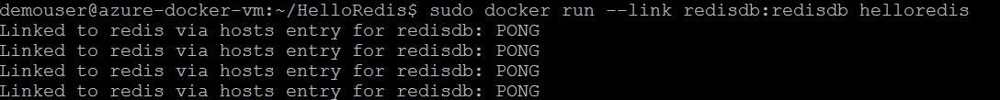 demouser@azure-docker-vm:~/HelloRedis$ sudo docker run --link redisdb:redisdb helloredis
Linked to redis via hosts entry for redisdb: PONG
Linked to redis via hosts entry for redisdb: PONG
Linked to redis via hosts entry for redisdb: PONG
Linked to redis via hosts entry for redisdb: PONG